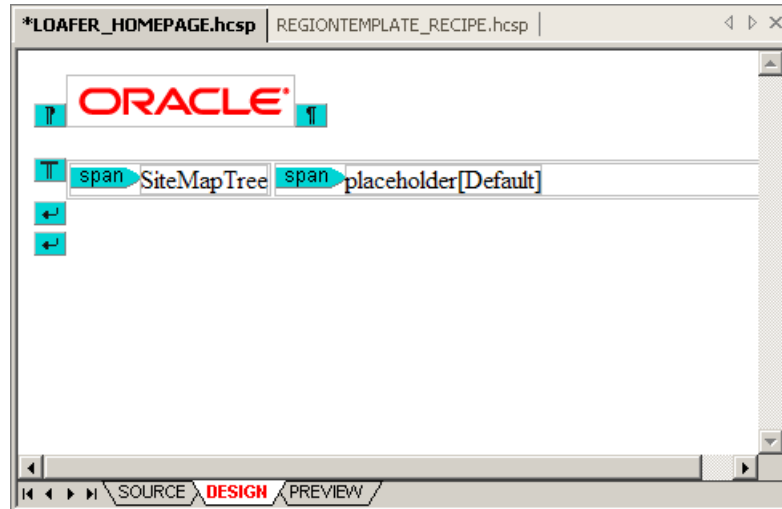 *LOAFER_HOMEPAGE.hcsp REGIONTEMPLATE_RECIPE.hcsp
ORACLE
span SiteMapTree span placeholder[Default]
SOURCE DESIGN PREVIEW